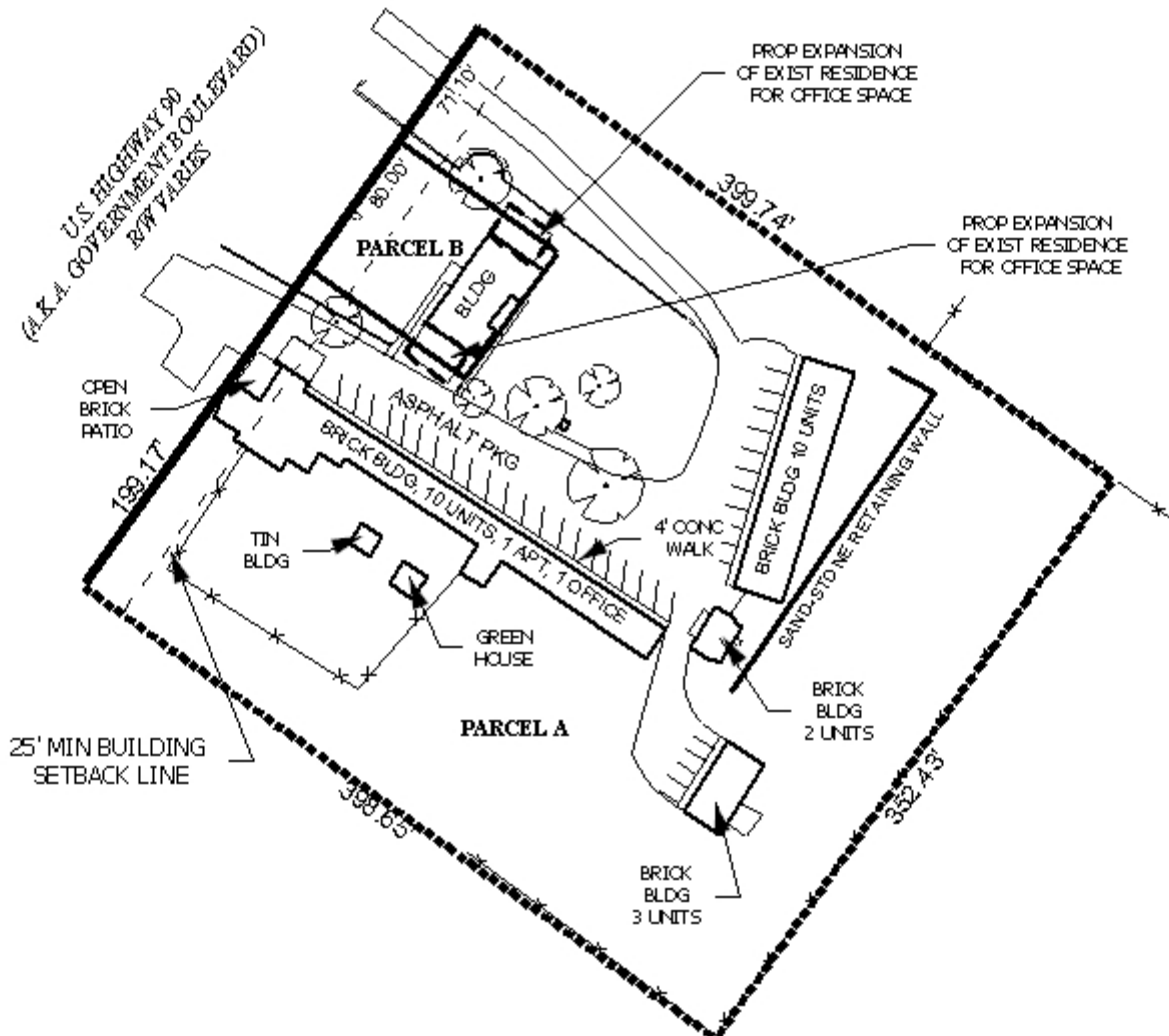 PROP EXPANSION
OF EXIST RESIDENCE
FOR OFFICE SPACE
U.S. HIGHWAY 90
(A.K.A. GOVERNMENT BOULEVARD)
R/W VARIES
71.10'
80.00'
399.74'
PROP EXPANSION
OF EXIST RESIDENCE
FOR OFFICE SPACE
PARCEL B
BLDG
OPEN
BRICK
PATIO
ASPHALT PKG
BRICK BLDG, 10 UNITS, 1 APT, 1 OFFICE
BRICK BLDG 10 UNITS
SAND-STONE RETAINING WALL
199.17'
TIN
BLDG
4' CONC
WALK
GREEN
HOUSE
BRICK
BLDG
2 UNITS
PARCEL A
25' MIN BUILDING
SETBACK LINE
398.65'
352.43'
BRICK
BLDG
3 UNITS